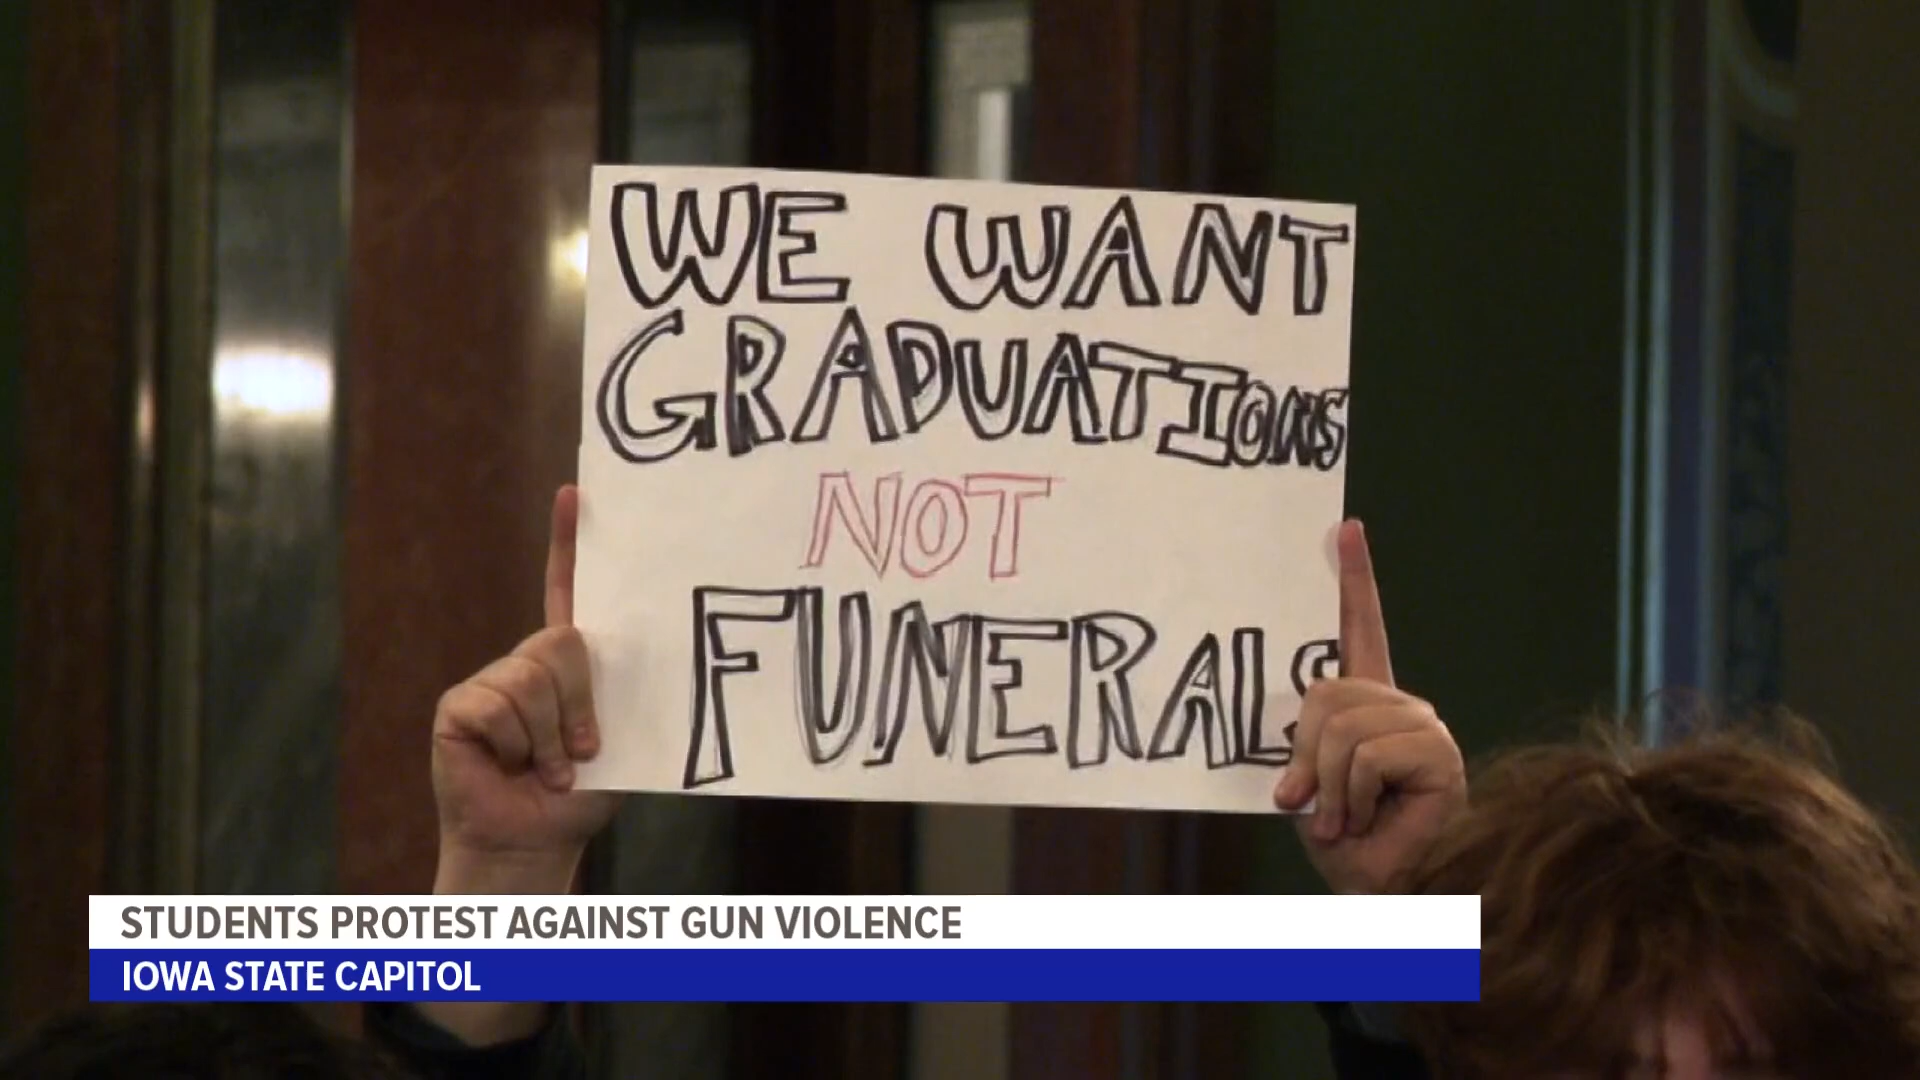 WE WANT
GRADUATIONS
NOT
FUNERALS
STUDENTS PROTEST AGAINST GUN VIOLENCE
IOWA STATE CAPITOL